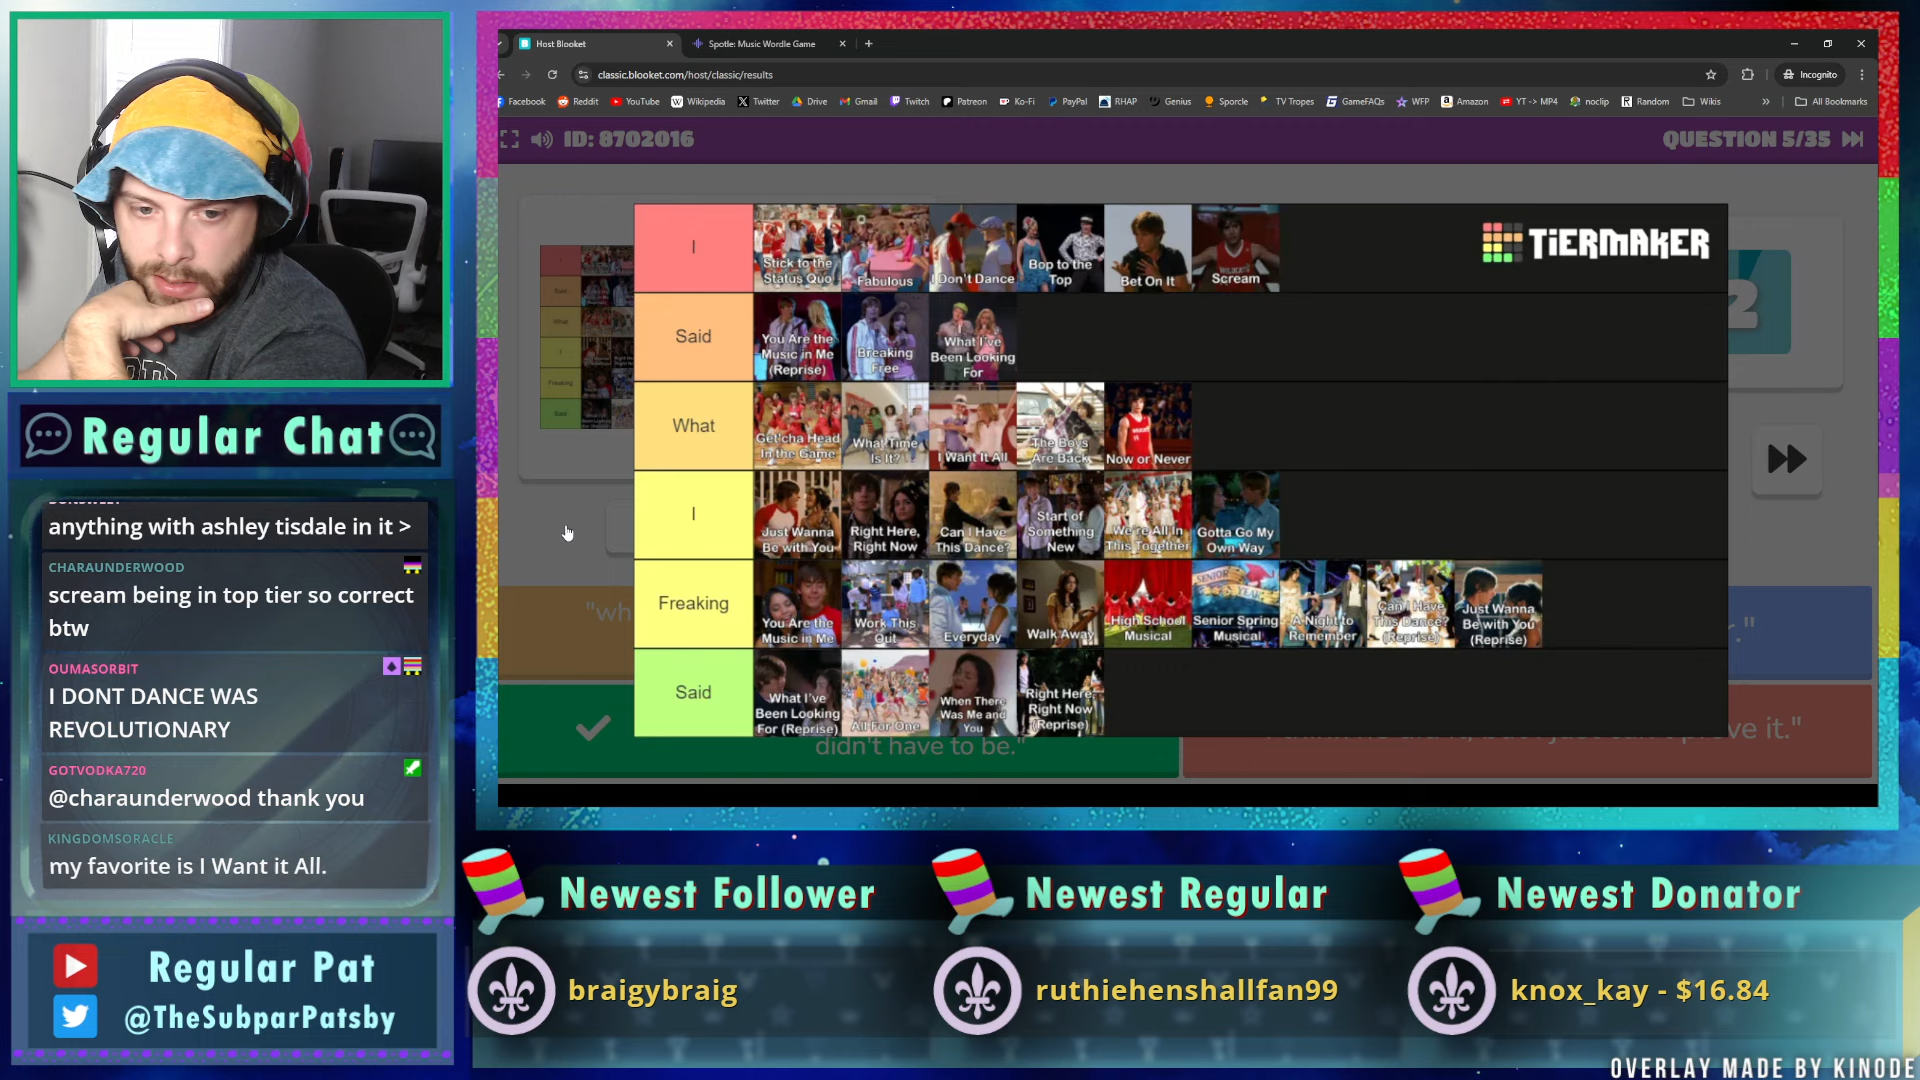 Host Blooket
Spotle: Music Wordle Game
classic.blooket.com/host/classic/results
Incognito
Facebook
Reddit
YouTube
Wikipedia
Twitter
Drive
Gmail
Twitch
Patreon
Ko-Fi
PayPal
RHAP
Genius
Sporcle
TV Tropes
GameFAQs
WFP
Amazon
YT -> MP4
noclip
Random
Wikis
All Bookmarks
ID: 8702016
QUESTION 5/35
TIERMAKER
I
Stick to the Status Quo
Fabulous
I Don't Dance
Bop to the Top
Bet On It
Scream
Said
You Are the Music in Me (Reprise)
Breaking Free
What I've Been Looking For
What
Get'cha Head In the Game
What Time Is It?
I Want It All
The Boys Are Back
Now or Never
I
Just Wanna Be with You
Right Here, Right Now
Can I Have This Dance?
Start of Something New
We're All In This Together
Gotta Go My Own Way
Freaking
You Are the Music in Me
Work This Out
Everyday
Walk Away
High School Musical
Senior Spring Musical
A Night to Remember
Can I Have This Dance? (Reprise)
Just Wanna Be with You (Reprise)
Said
What I've Been Looking For (Reprise)
All For One
When There Was Me and You
Right Here, Right Now (Reprise)
"wh
didn't have to be."
ve it."
2
Regular Chat
anything with ashley tisdale in it >
CHARAUNDERWOOD
scream being in top tier so correct
btw
OUMASORBIT
I DONT DANCE WAS
REVOLUTIONARY
GOTVODKA720
@charaunderwood thank you
KINGDOMSORACLE
my favorite is I Want it All.
Regular Pat
@TheSubparPatsby
Newest Follower
braigybraig
Newest Regular
ruthiehenshallfan99
Newest Donator
knox_kay - $16.84
OVERLAY MADE BY KINODE